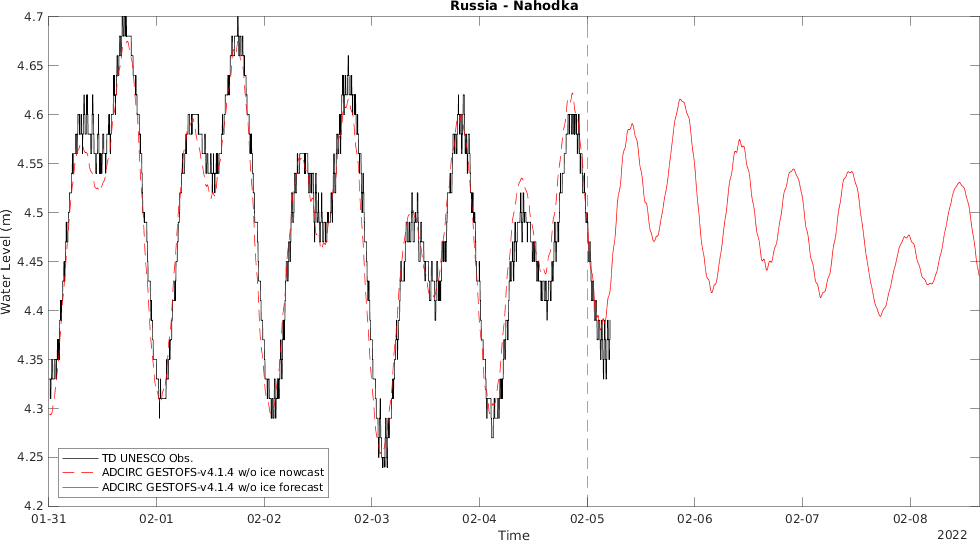 Russia - Nahodka
4.7
4.65
4.6
4.55
4.5
4.45
4.4
4.35
4.3
4.25
4.2
Water Level (m)
TD UNESCO Obs.
ADCIRC GESTOFS-v4.1.4 w/o ice nowcast
ADCIRC GESTOFS-v4.1.4 w/o ice forecast
01-31 02-01 02-02 02-03 02-04 02-05 02-06 02-07 02-08
Time
2022